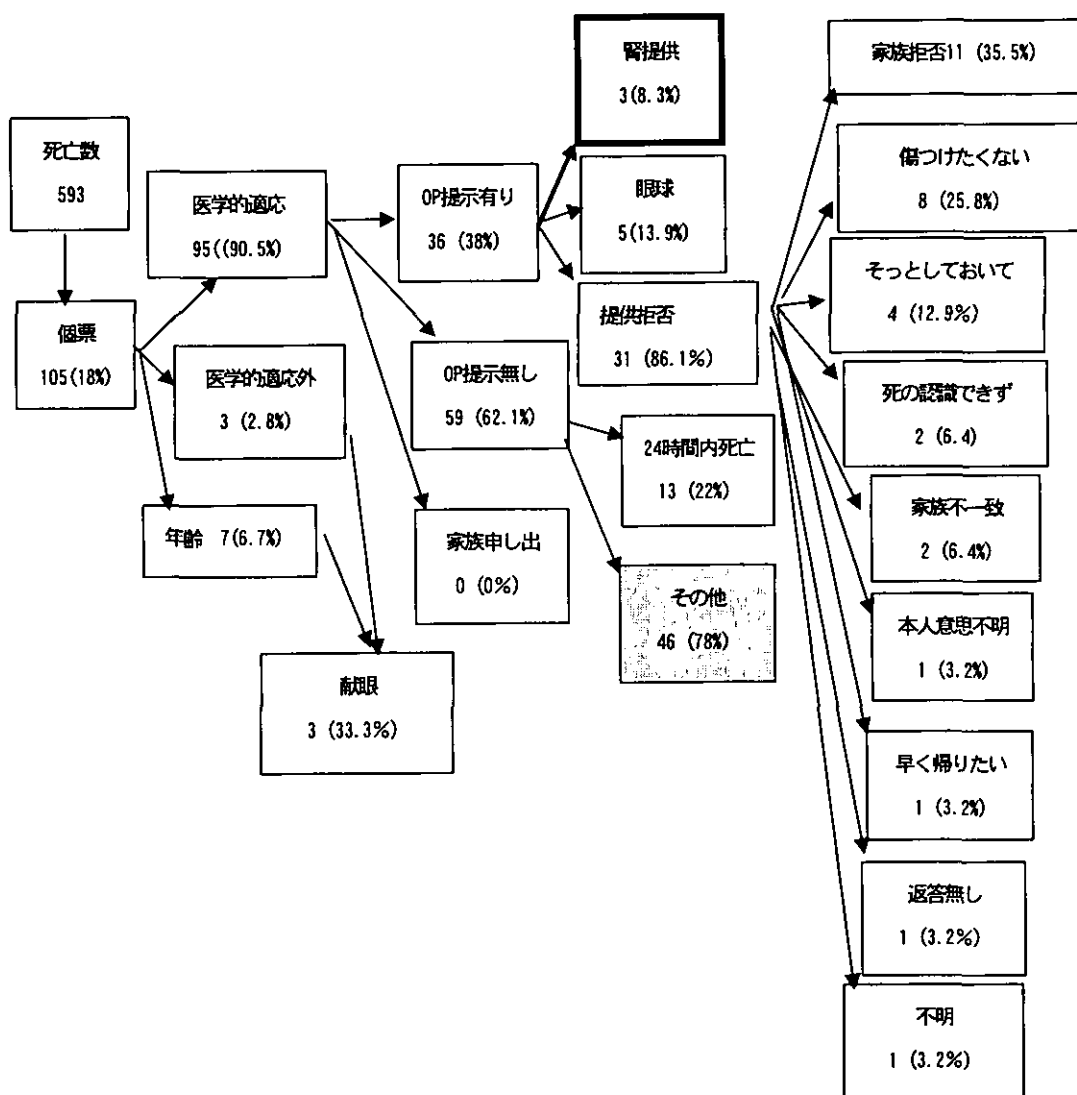 死亡数
593
個票
105(18%)
医学的適応
95((90.5%)
医学的適応外
3 (2.8%)
年齢 7(6.7%)
献眼
3 (33.3%)
OP提示有り
36 (38%)
OP提示無し
59 (62.1%)
家族申し出
0 (0%)
腎提供
3(8.3%)
眼球
5(13.9%)
提供拒否
31 (86.1%)
24時間内死亡
13 (22%)
その他
46 (78%)
家族拒否11 (35.5%)
傷つけたくない
8 (25.8%)
そっとしておいて
4 (12.9%)
死の認識できず
2 (6.4)
家族不一致
2 (6.4%)
本人意思不明
1 (3.2%)
早く帰りたい
1 (3.2%)
返答無し
1 (3.2%)
不明
1 (3.2%)